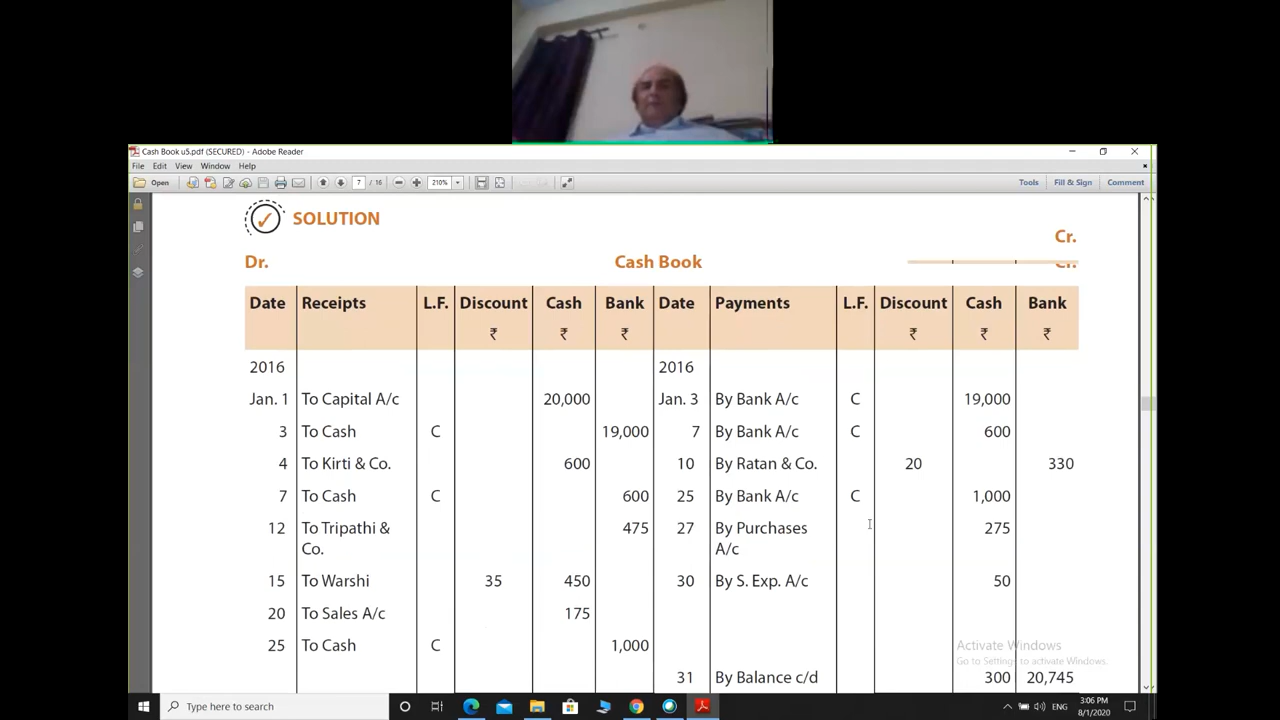 Cash Book u5.pdf (SECURED) - Adobe Reader
File Edit View Window Help
Open 7 / 16 210% Tools Fill & Sign Comment
SOLUTION
Cr.
Dr. Cash Book Cr.
Date Receipts L.F. Discount Cash Bank Date Payments L.F. Discount Cash Bank
₹ ₹ ₹ ₹ ₹ ₹
2016 2016
Jan. 1 To Capital A/c 20,000 Jan. 3 By Bank A/c C 19,000
3 To Cash C 19,000 7 By Bank A/c C 600
4 To Kirti & Co. 600 10 By Ratan & Co. 20 330
7 To Cash C 600 25 By Bank A/c C 1,000
12 To Tripathi & 475 27 By Purchases 275
Co. A/c
15 To Warshi 35 450 30 By S. Exp. A/c 50
20 To Sales A/c 175
25 To Cash C 1,000
Activate Windows
Go to Settings to activate Windows.
31 By Balance c/d 300 20,745
Type here to search ENG 3:06 PM
8/1/2020